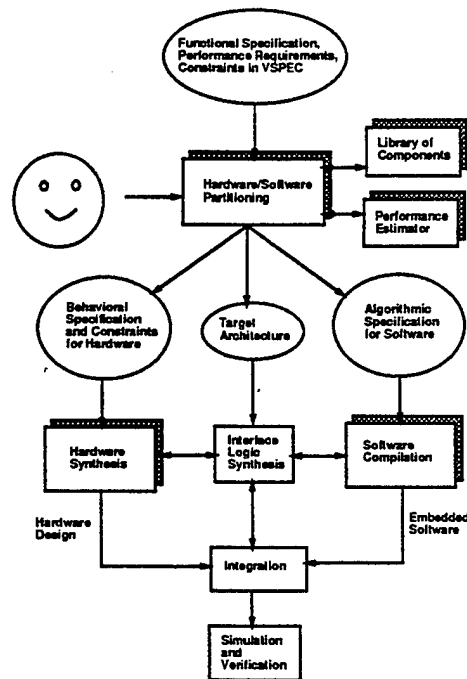 Functional Specification,
Performance Requirements,
Constraints in VSPEC
Library of
Components
Hardware/Software
Partitioning
Performance
Estimator
Behavioral
Specification
and Constraints
for Hardware
Target
Architecture
Algorithmic
Specification
for Software
Hardware
Synthesis
Interface
Logic
Synthesis
Software
Compilation
Hardware
Design
Embedded
Software
Integration
Simulation
and
Verification